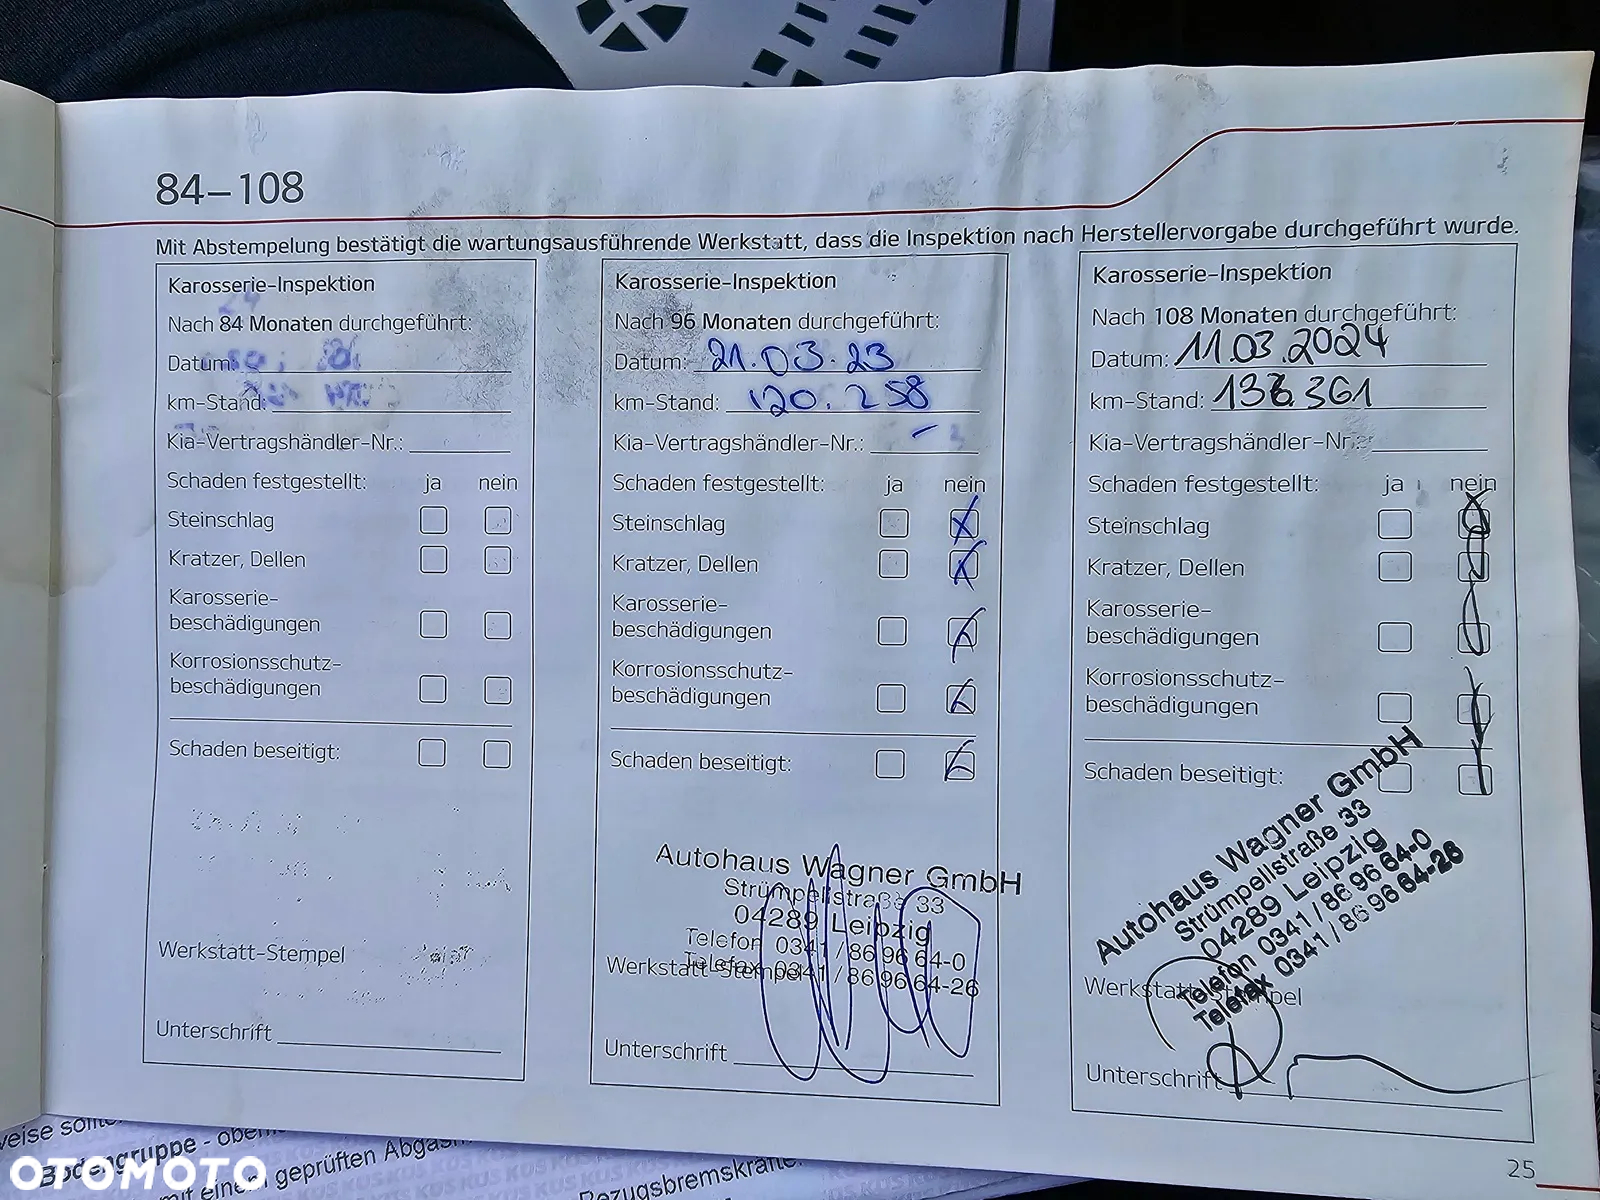 84–108
Mit Abstempelung bestätigt die wartungsausführende Werkstatt, dass die Inspektion nach Herstellervorgabe durchgeführt wurde.
Karosserie-Inspektion
Nach 84 Monaten durchgeführt:
Datum:
km-Stand:
Kia-Vertragshändler-Nr.:
Schaden festgestellt: ja nein
Steinschlag
Kratzer, Dellen
Karosserie-
beschädigungen
Korrosionsschutz-
beschädigungen
Schaden beseitigt:
Werkstatt-Stempel
Unterschrift
Karosserie-Inspektion
Nach 96 Monaten durchgeführt:
Datum: 21.03.23
km-Stand: 120.258
Kia-Vertragshändler-Nr.: –
Schaden festgestellt: ja nein
Steinschlag
Kratzer, Dellen
Karosserie-
beschädigungen
Korrosionsschutz-
beschädigungen
Schaden beseitigt:
Autohaus Wagner GmbH
Strümpellstraße 33
04289 Leipzig
Telefon 0341/86 96 64-0
Telefax 0341/86 96 64-26
Werkstatt-Stempel
Unterschrift
Karosserie-Inspektion
Nach 108 Monaten durchgeführt:
Datum: 11.03.2024
km-Stand: 136.361
Kia-Vertragshändler-Nr.:
Schaden festgestellt: ja nein
Steinschlag
Kratzer, Dellen
Karosserie-
beschädigungen
Korrosionsschutz-
beschädigungen
Schaden beseitigt:
Autohaus Wagner GmbH
Strümpellstraße 33
04289 Leipzig
Telefon 0341/86 96 64-0
Telefax 0341/86 96 64-26
Werkstatt-Stempel
Unterschrift
25
Bodengruppe -
mit einem geprüften
OTOMOTO